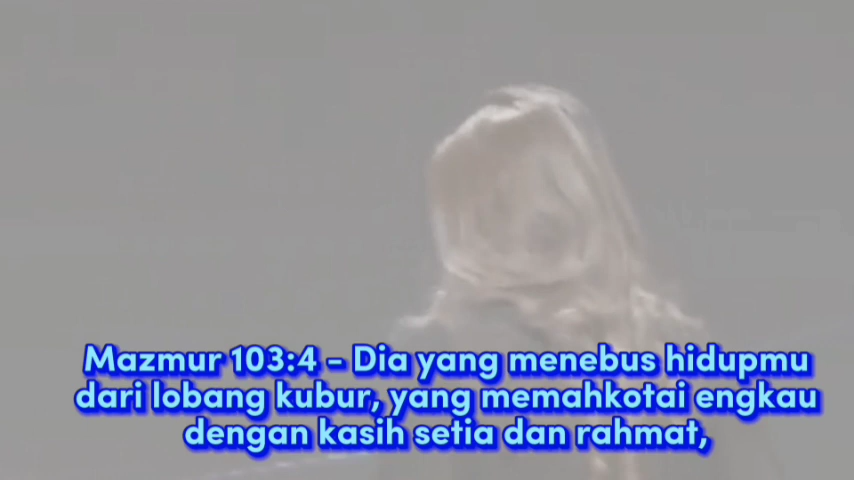 Mazmur 103:4 - Dia yang menebus hidupmu
dari lobang kubur, yang memahkotai engkau
dengan kasih setia dan rahmat,